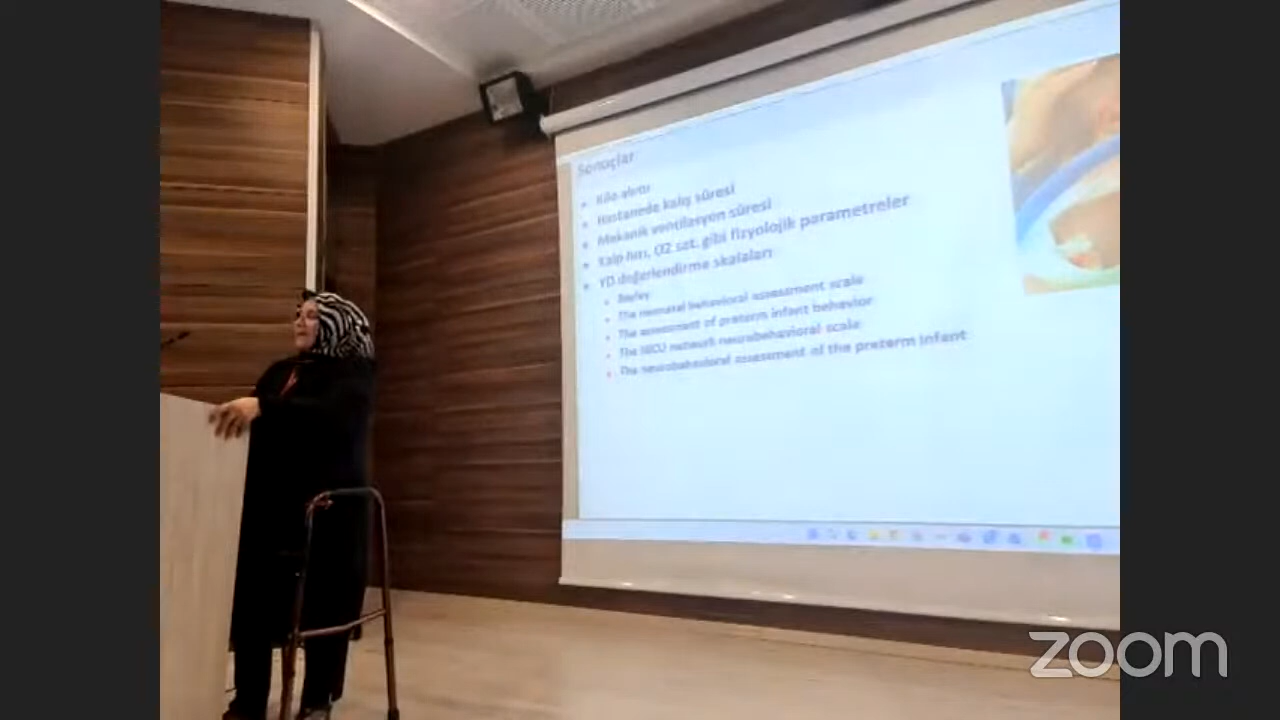 Sonuçlar
Kilo alımı
Hastanede kalış süresi
Mekanik ventilasyon süresi
Kalp hızı, O2 sat. gibi fizyolojik parametreler
YD değerlendirme skalaları
The neonatal behavioral assessment scale
The assessment of preterm infant behavior
The NICU network neurobehavioral scale
The neurobehavioral assessment of the preterm infant
zoom